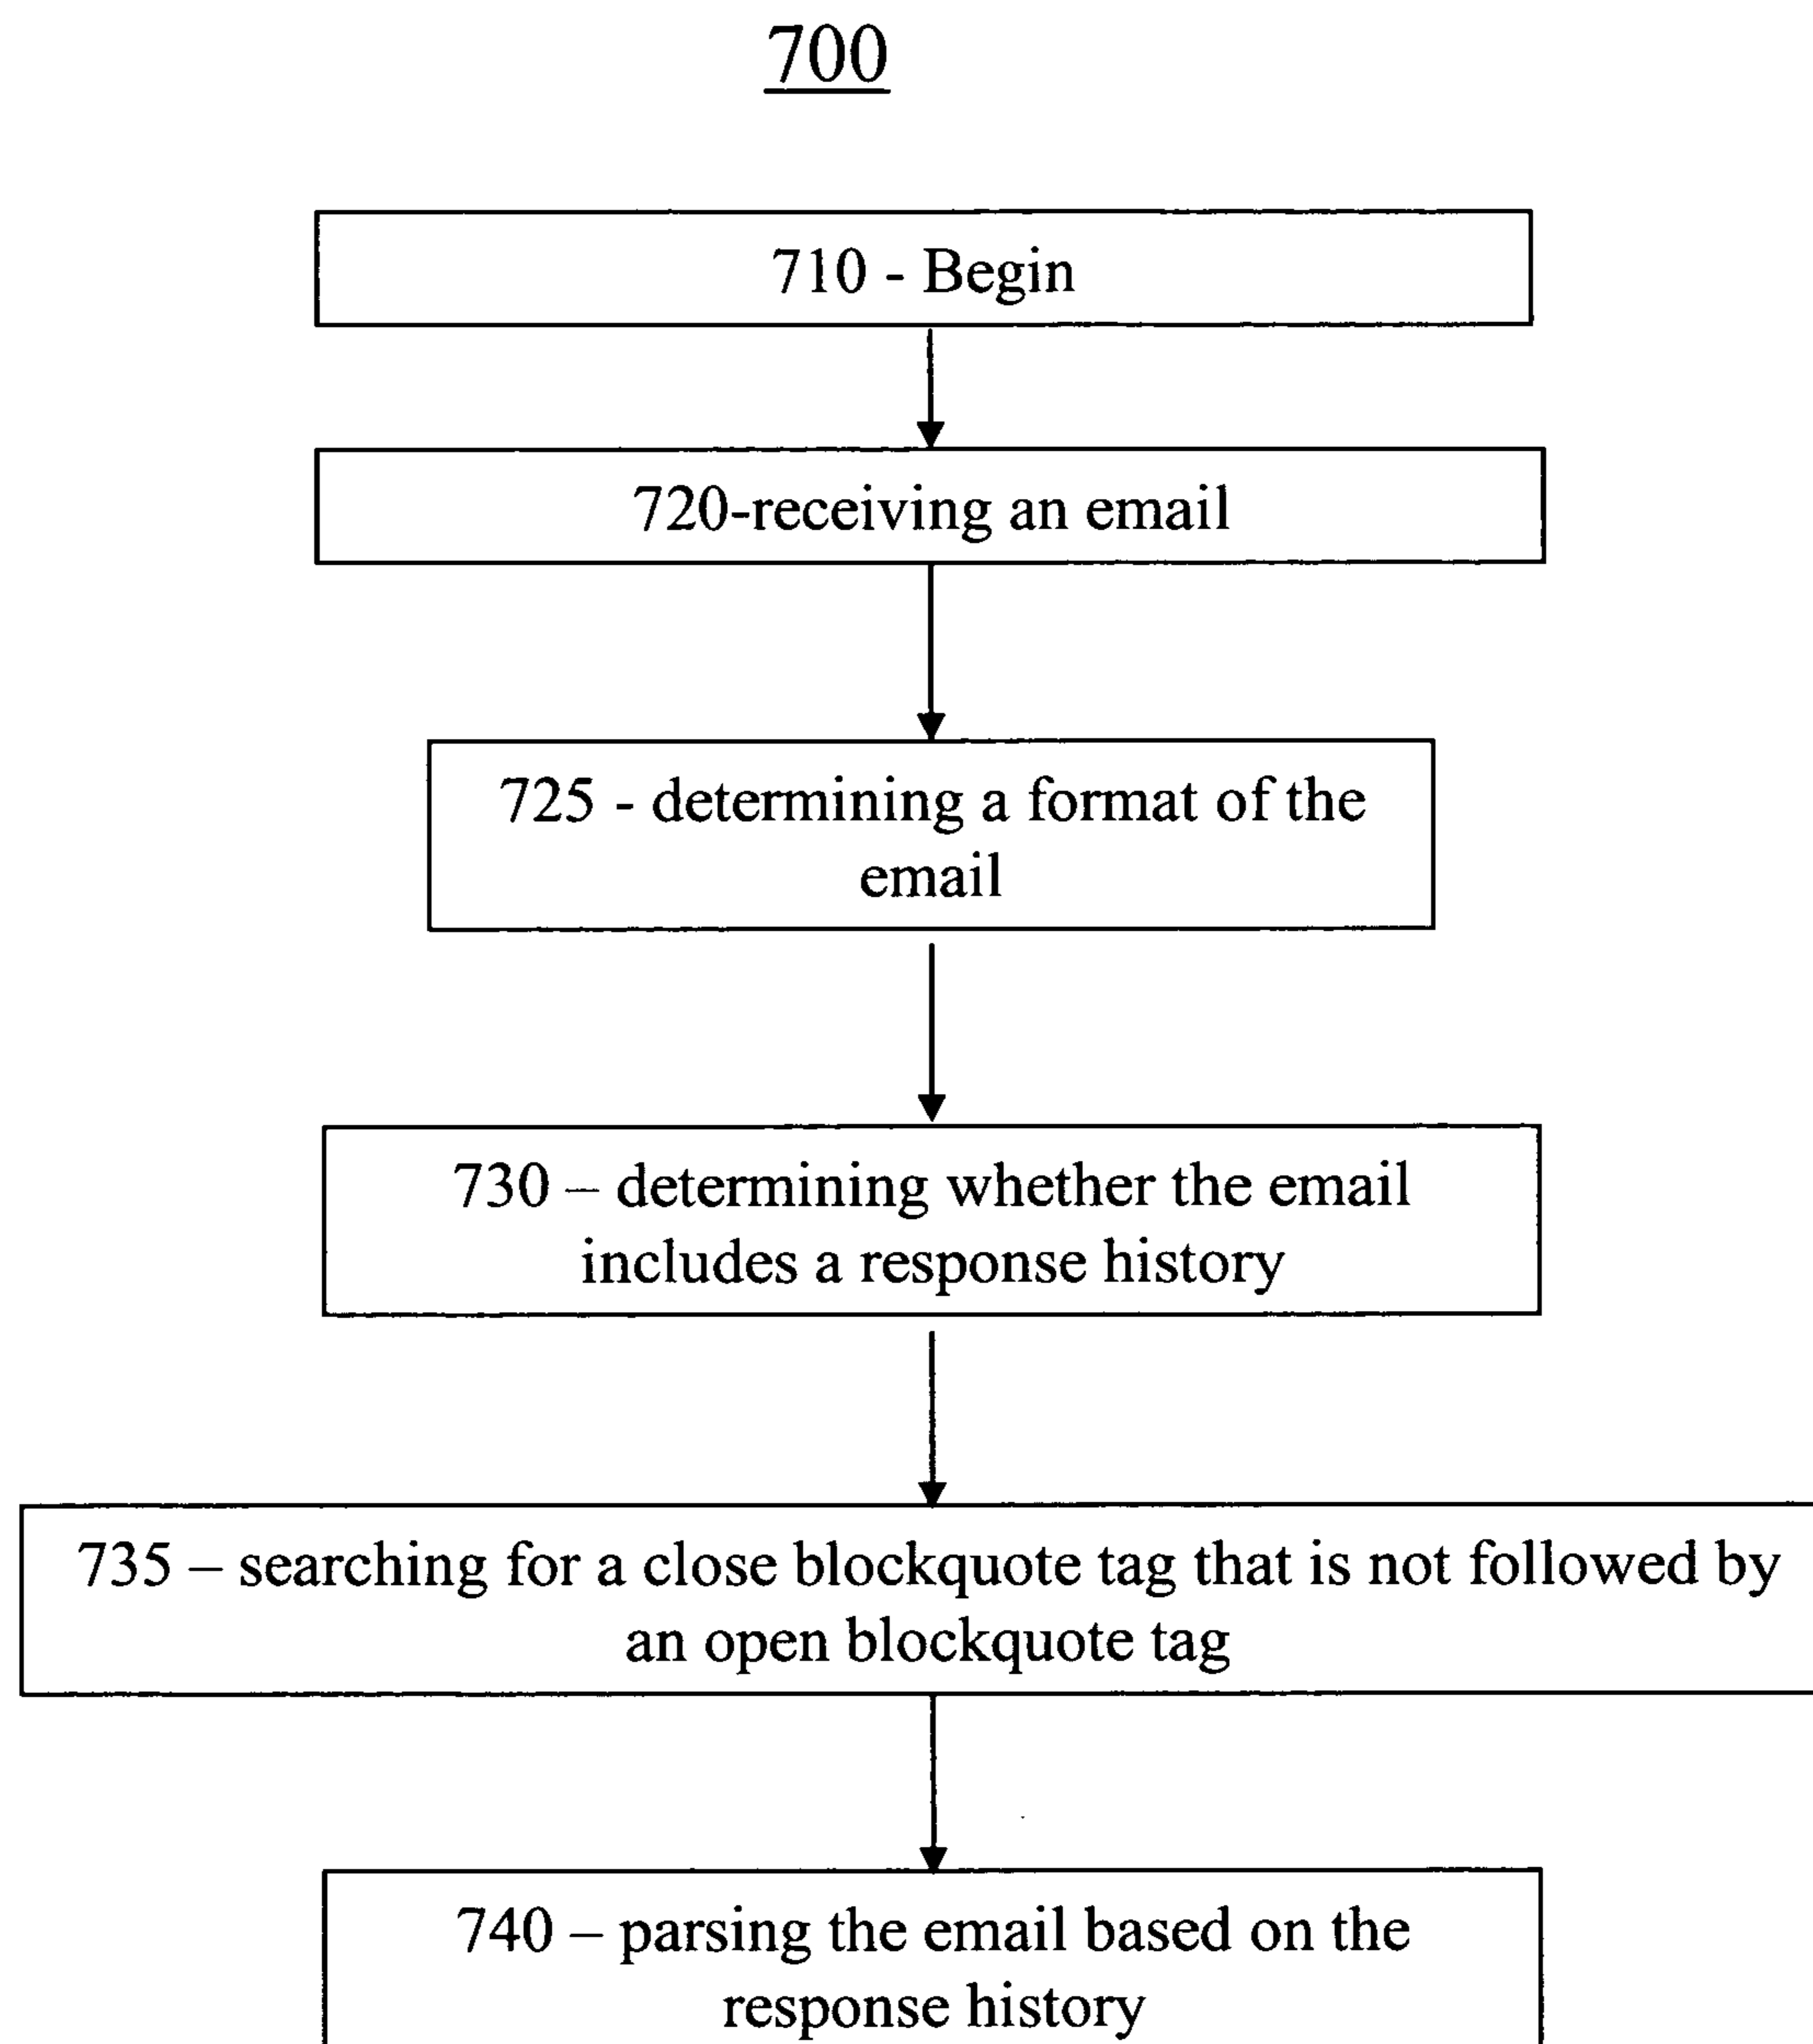 700
710 - Begin
720-receiving an email
725 - determining a format of the
email
730 – determining whether the email
includes a response history
735 – searching for a close blockquote tag that is not followed by
an open blockquote tag
740 – parsing the email based on the
response history